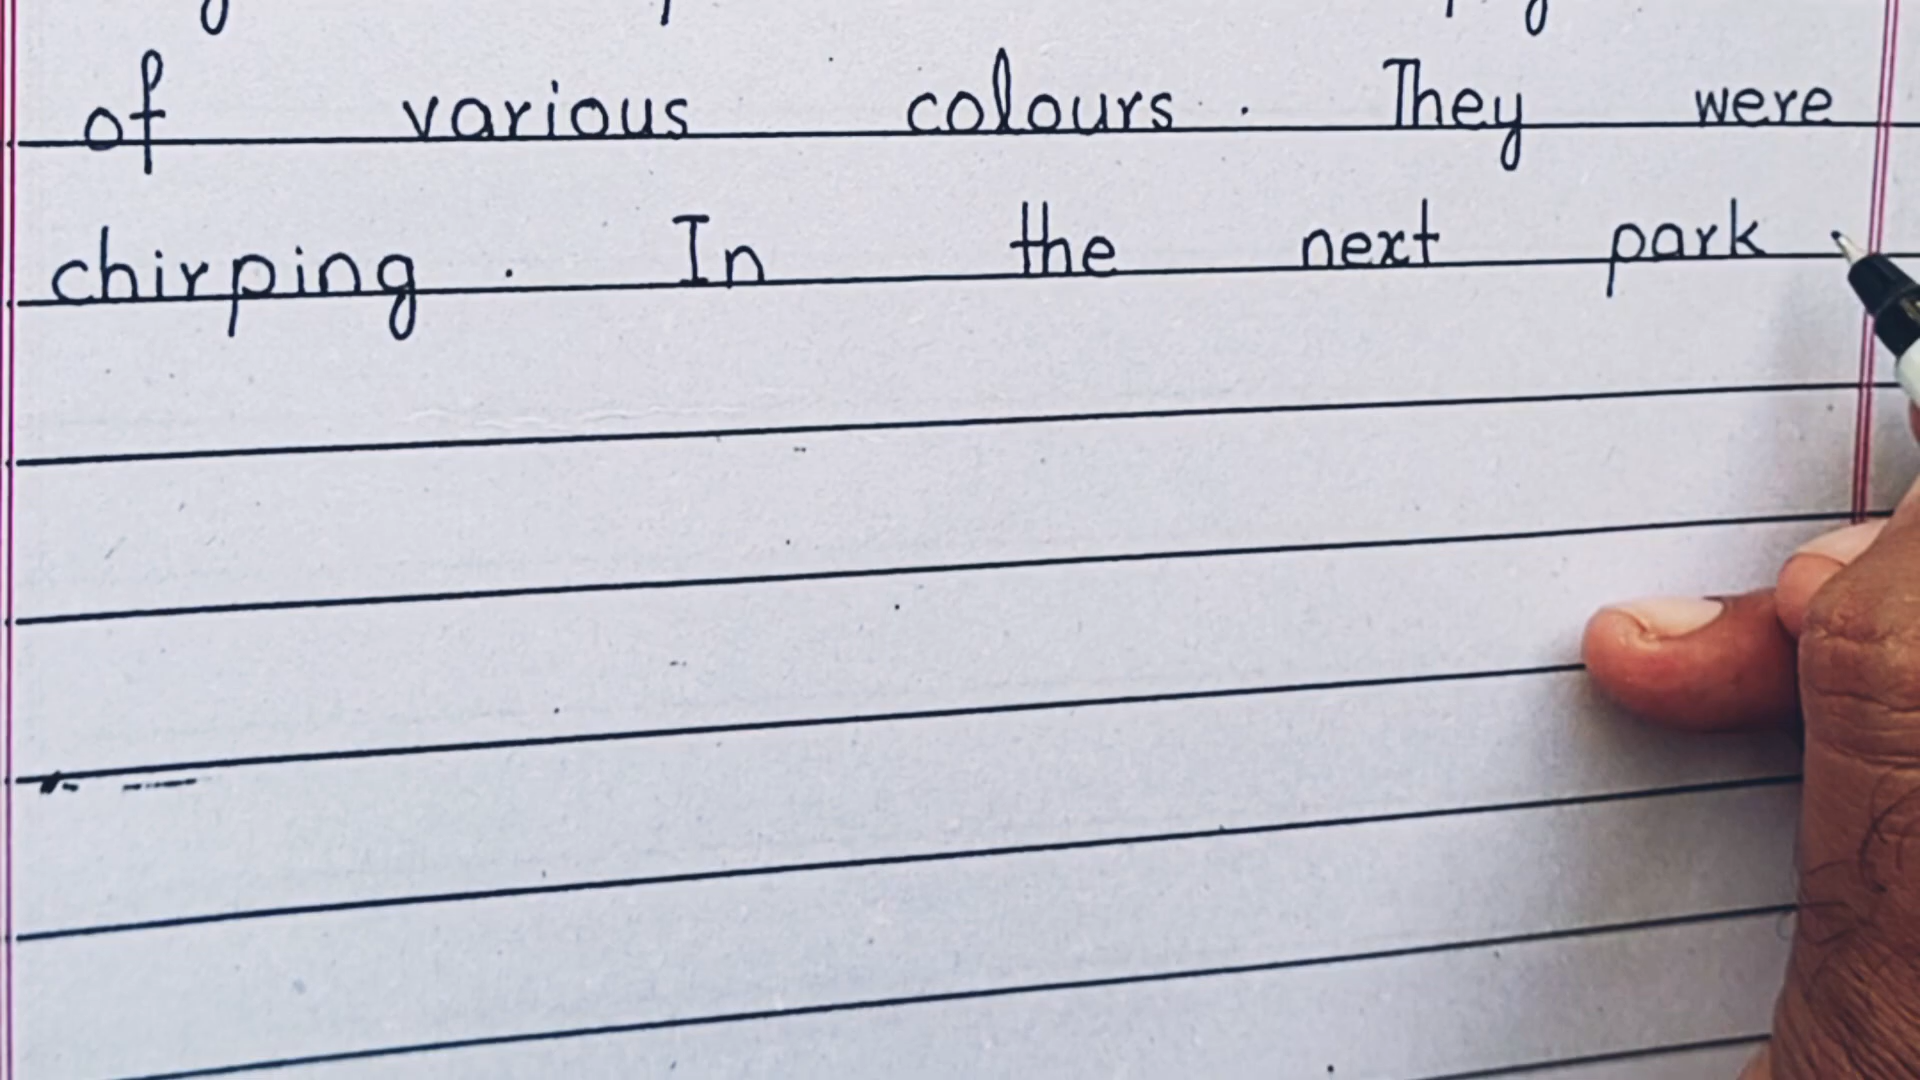 of various colours. They were
chirping. In the next park